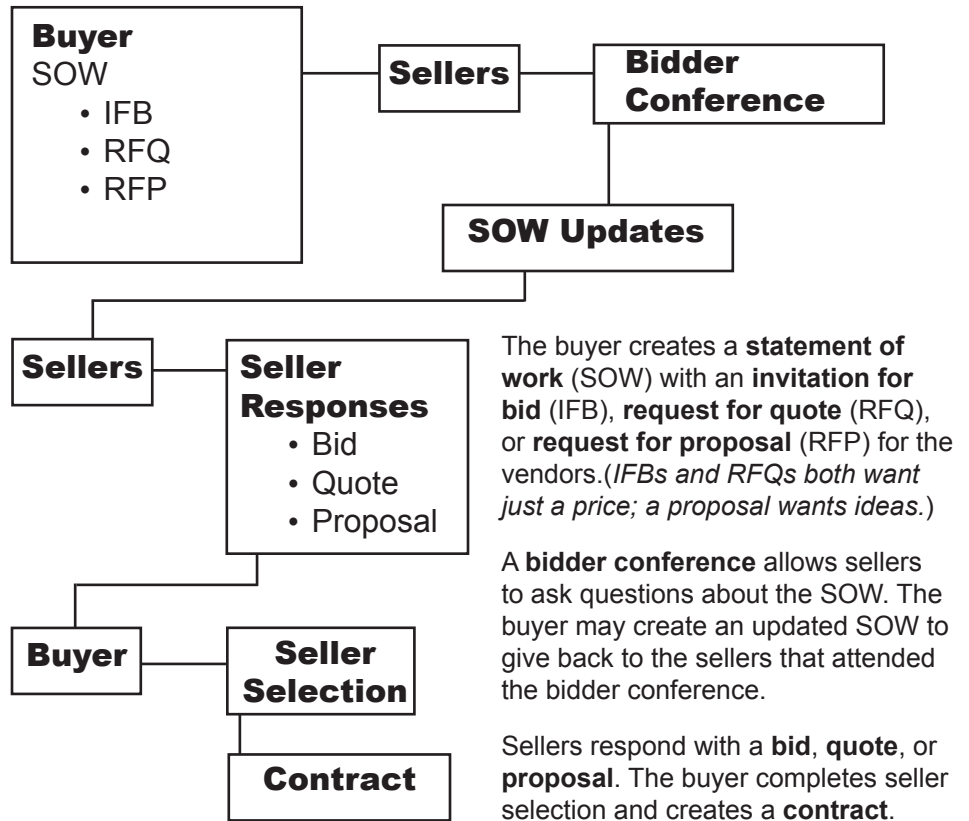 Buyer
SOW
• IFB
• RFQ
• RFP
Sellers
Bidder
Conference
SOW Updates
Sellers
Seller
Responses
• Bid
• Quote
• Proposal
Buyer
Seller
Selection
Contract
The buyer creates a statement of
work (SOW) with an invitation for
bid (IFB), request for quote (RFQ),
or request for proposal (RFP) for the
vendors.(IFBs and RFQs both want
just a price; a proposal wants ideas.)
A bidder conference allows sellers
to ask questions about the SOW. The
buyer may create an updated SOW to
give back to the sellers that attended
the bidder conference.
Sellers respond with a bid, quote, or
proposal. The buyer completes seller
selection and creates a contract.